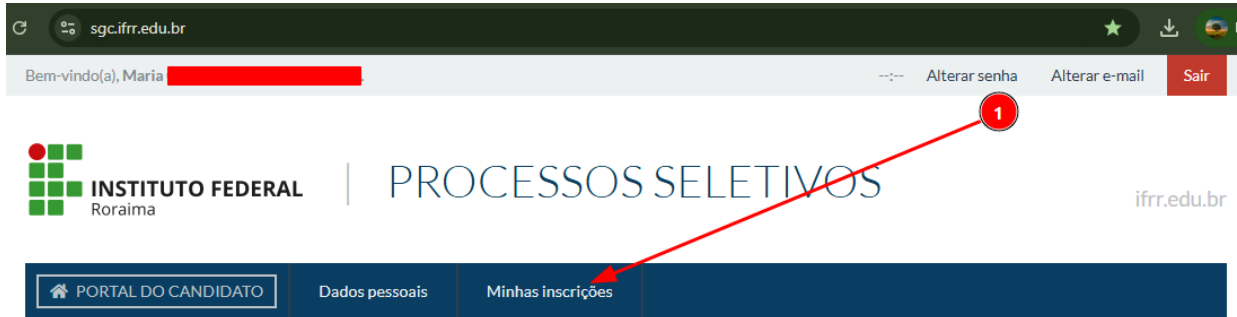 sgc.ifrr.edu.br
Bem-vindo(a), Maria
--:-- Alterar senha Alterar e-mail Sair
1
INSTITUTO FEDERAL
Roraima
PROCESSOS SELETIVOS
ifrr.edu.br
PORTAL DO CANDIDATO Dados pessoais Minhas inscrições